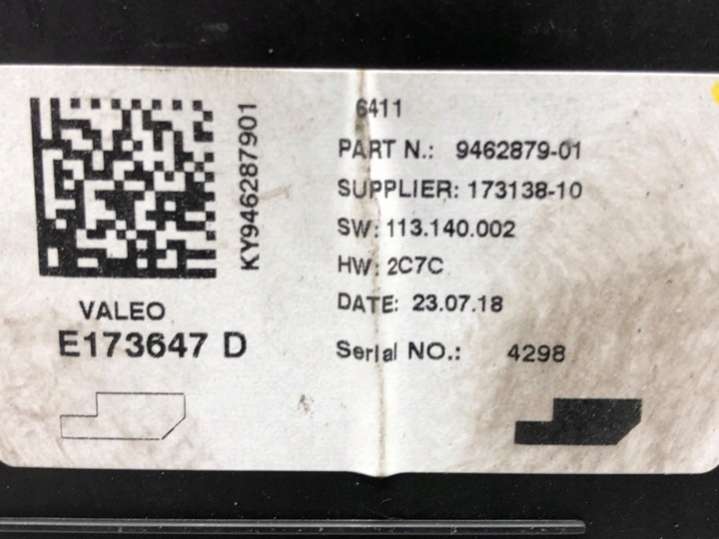 KY946287901
VALEO
E173647 D
6411
PART N.: 9462879-01
SUPPLIER: 173138-10
SW: 113.140.002
HW: 2C7C
DATE: 23.07.18
Serial NO.: 4298